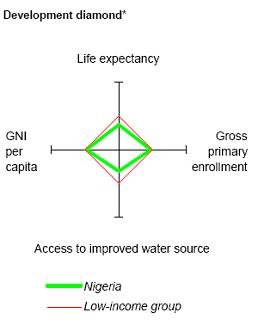 Development diamond*
Life expectancy
GNI
per
capita
Gross
primary
enrollment
Access to improved water source
Nigeria
Low-income group